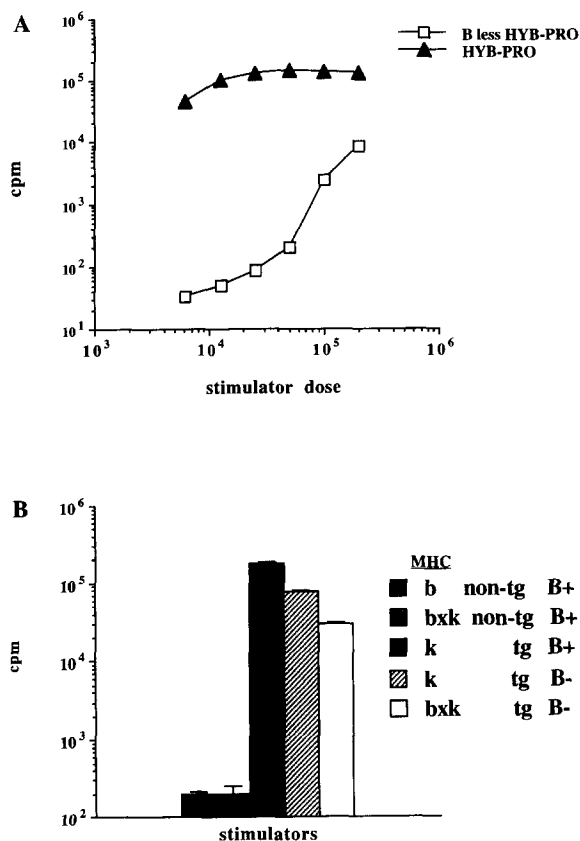 A
B less HYB-PRO
HYB-PRO
10^6
10^5
10^4
10^3
10^2
10^1
cpm
10^3 10^4 10^5 10^6
stimulator dose
B
MHC
b non-tg B+
bxk non-tg B+
k tg B+
k tg B-
bxk tg B-
10^6
10^5
10^4
10^3
10^2
cpm
stimulators